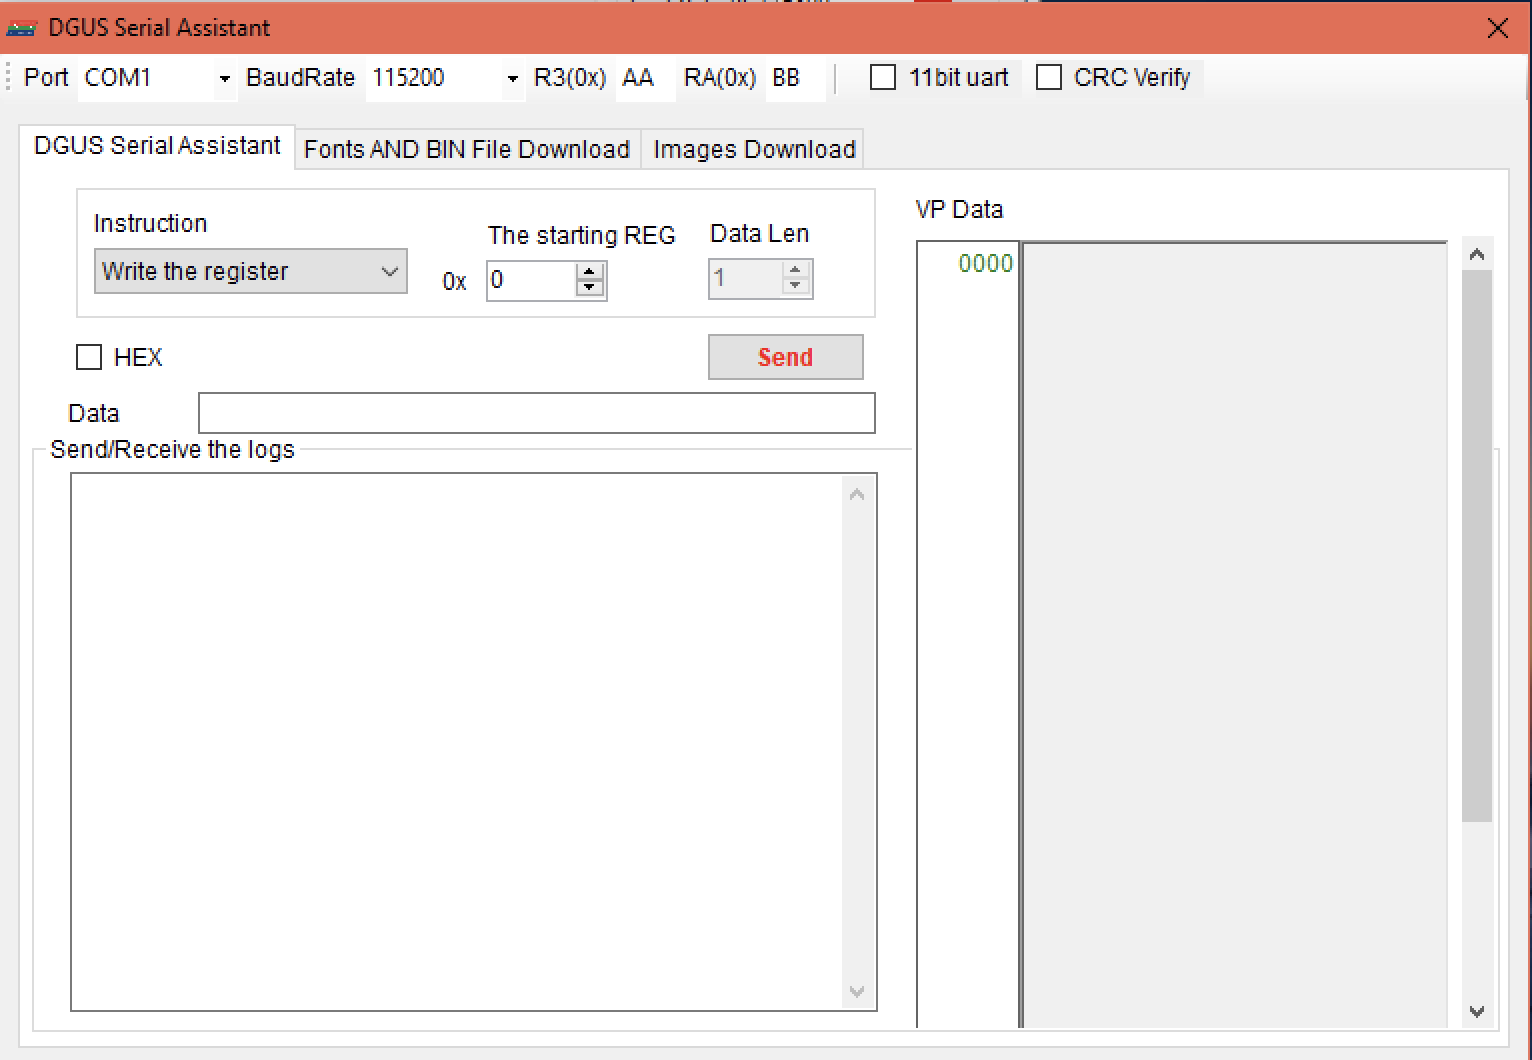 DGUS Serial Assistant
Port COM1 BaudRate 115200 R3(0x) AA RA(0x) BB 11bit uart CRC Verify
DGUS Serial Assistant Fonts AND BIN File Download Images Download
Instruction The starting REG Data Len
Write the register 0x 0 1
HEX Send
Data
Send/Receive the logs
VP Data
0000